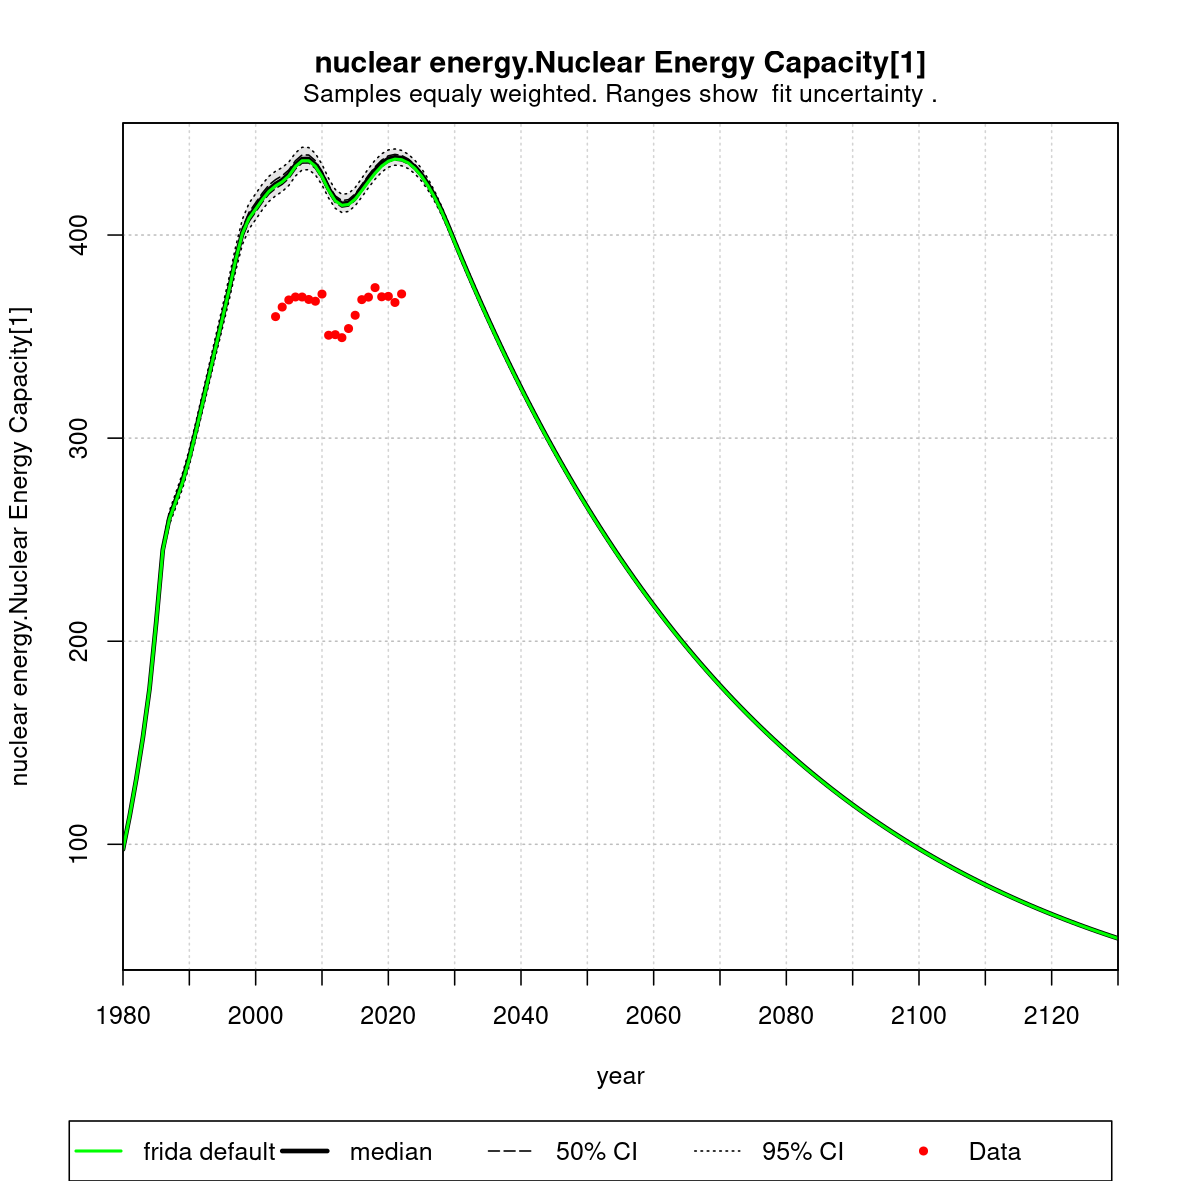 nuclear energy.Nuclear Energy Capacity[1]
Samples equaly weighted. Ranges show  fit uncertainty .
nuclear energy.Nuclear Energy Capacity[1]
400
300
200
100
1980 2000 2020 2040 2060 2080 2100 2120
year
frida default median 50% CI 95% CI Data